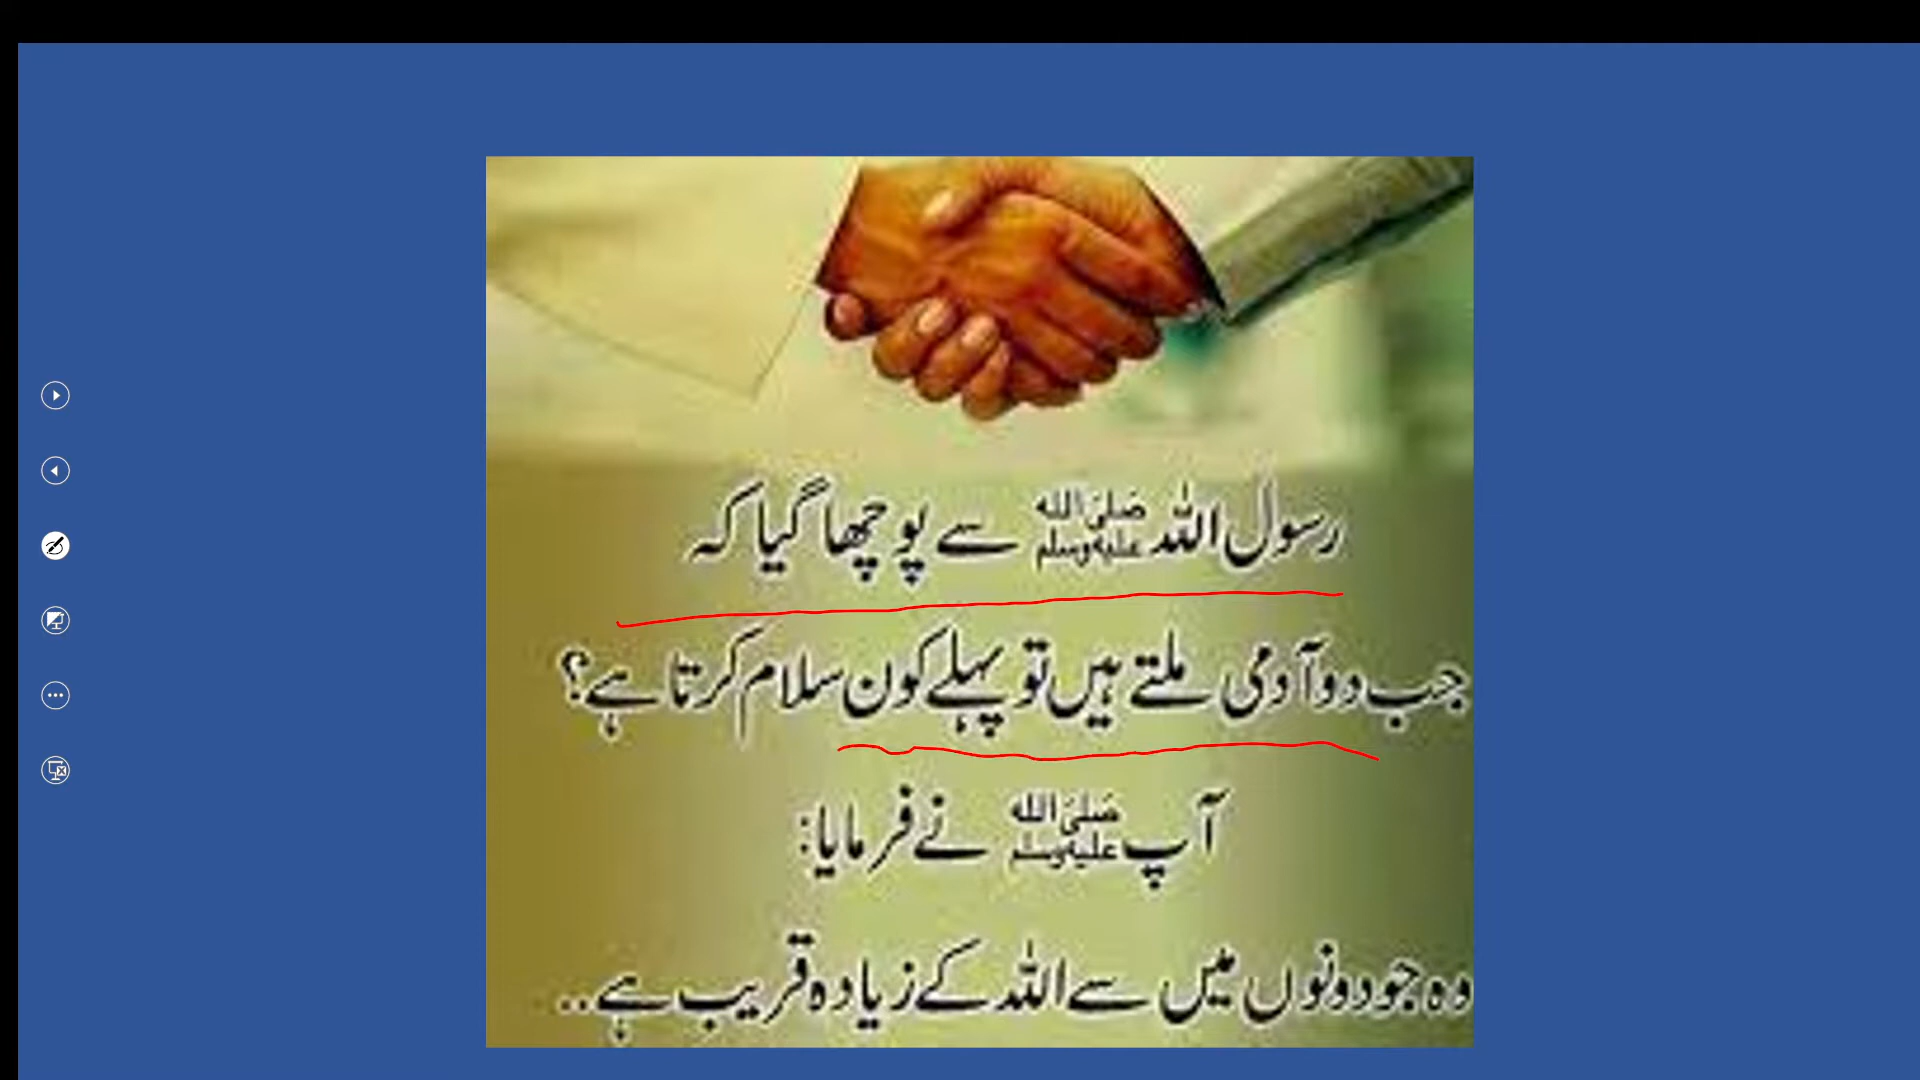 رسول اللہ صلی اللہ علیہ وسلم سے پوچھا گیا کہ
جب دو آدمی ملتے ہیں تو پہلے کون سلام کرتا ہے؟
آپ صلی اللہ علیہ وسلم نے فرمایا:
وہ جو دونوں میں سے اللہ کے زیادہ قریب ہے..